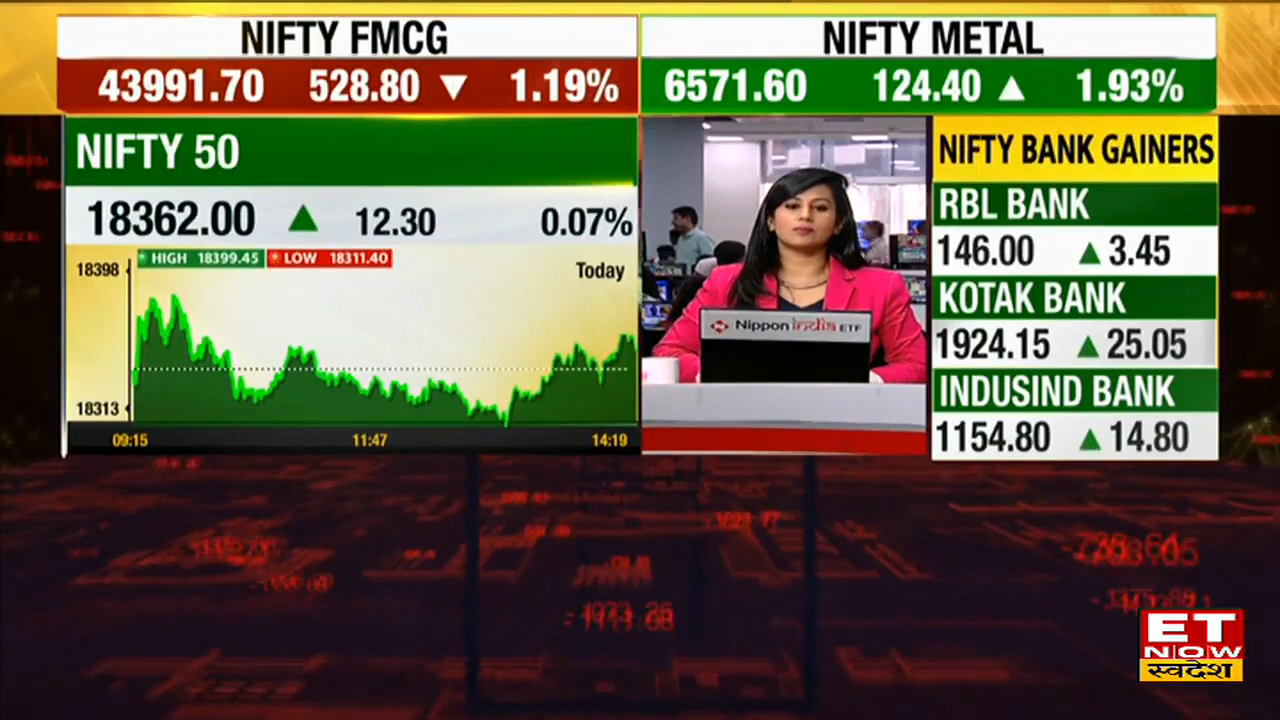 NIFTY FMCG
43991.70 528.80 ▼ 1.19%
NIFTY METAL
6571.60 124.40 ▲ 1.93%
NIFTY 50
18362.00 ▲ 12.30 0.07%
HIGH 18399.45 LOW 18311.40
Today
18398
18313
09:15 11:47 14:19
Nippon india ETF
NIFTY BANK GAINERS
RBL BANK
146.00 ▲ 3.45
KOTAK BANK
1924.15 ▲ 25.05
INDUSIND BANK
1154.80 ▲ 14.80
ET
NOW
स्वदेश